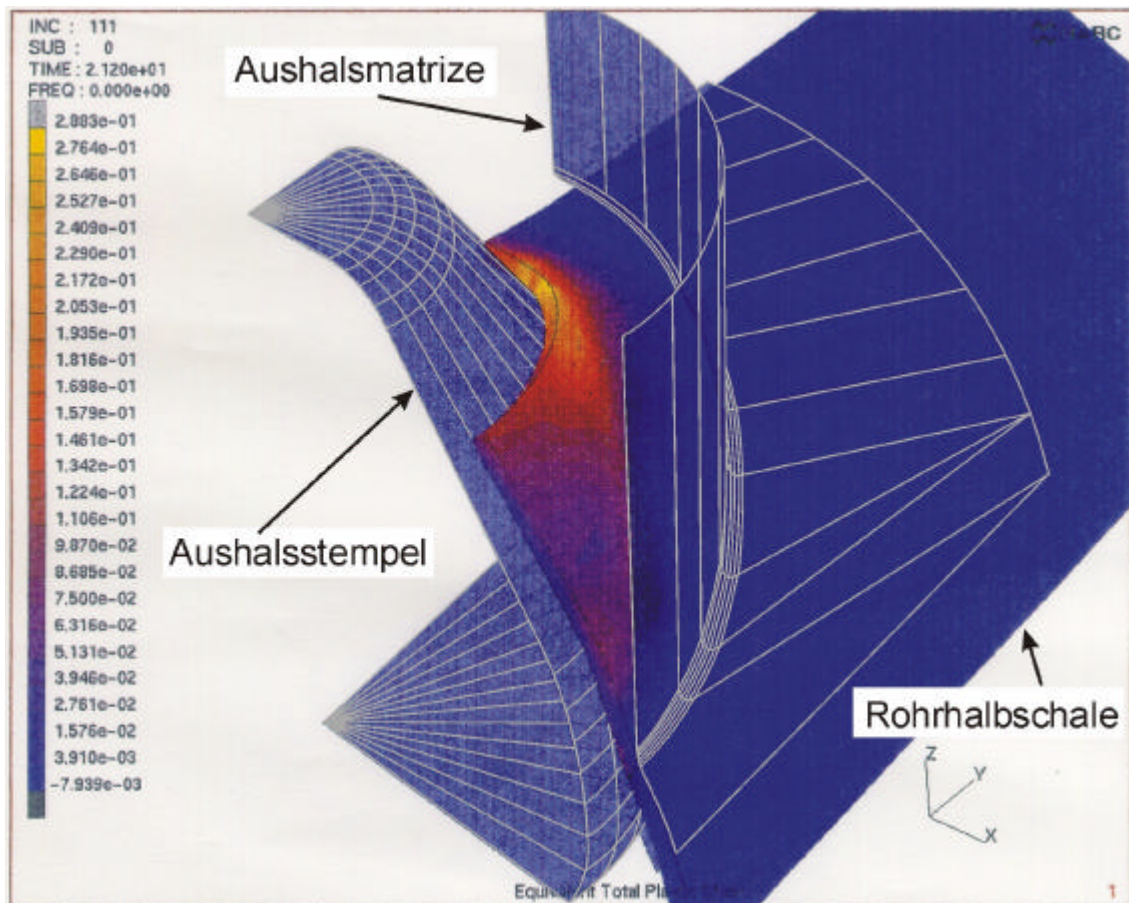 INC : 111
SUB : 0
TIME : 2.120e+01
FREQ : 0.000e+00
2.883e-01
2.764e-01
2.646e-01
2.527e-01
2.409e-01
2.290e-01
2.172e-01
2.053e-01
1.935e-01
1.816e-01
1.698e-01
1.579e-01
1.461e-01
1.342e-01
1.224e-01
1.106e-01
9.870e-02
8.685e-02
7.500e-02
6.316e-02
5.131e-02
3.946e-02
2.761e-02
1.576e-02
3.910e-03
-7.939e-03
Aushalsmatrize
Aushalsstempel
Rohrhalbschale
Z
Y
X
Equivalent Total
1